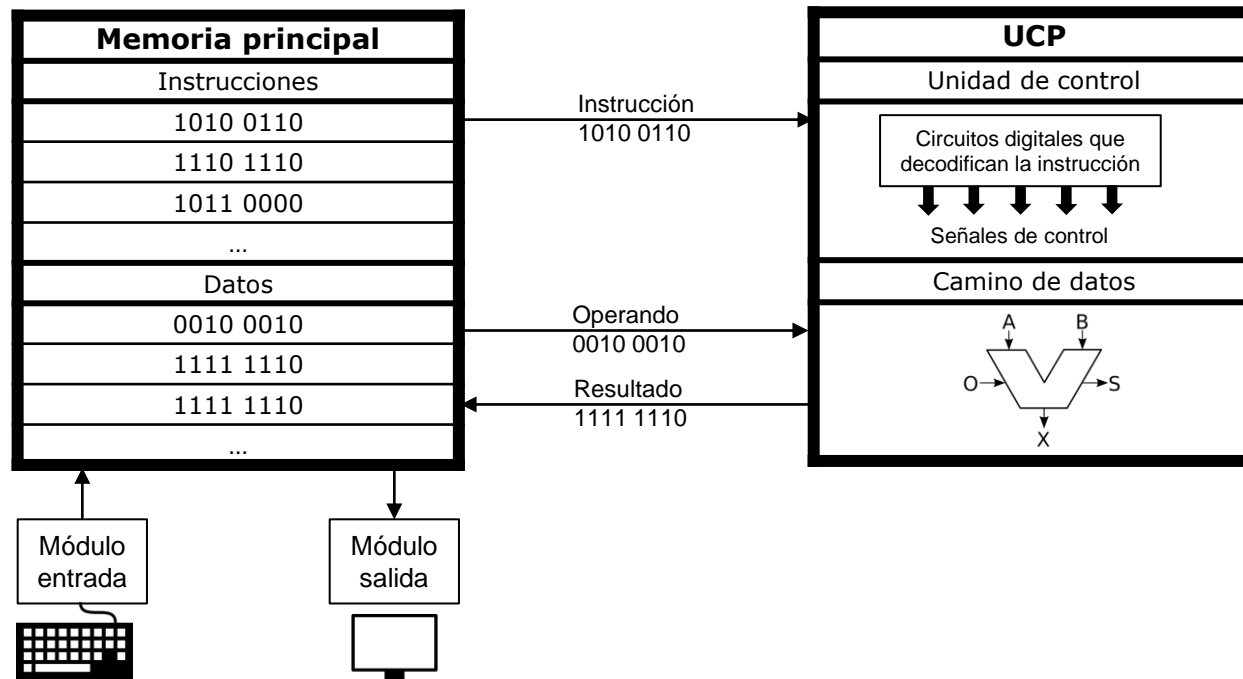 Memoria principal
Instrucciones
1010 0110
1110 1110
1011 0000
...
Datos
0010 0010
1111 1110
1111 1110
...
Instrucción
1010 0110
Operando
0010 0010
Resultado
1111 1110
UCP
Unidad de control
Circuitos digitales que
decodifican la instrucción
Señales de control
Camino de datos
A B
O S
X
Módulo
entrada
Módulo
salida